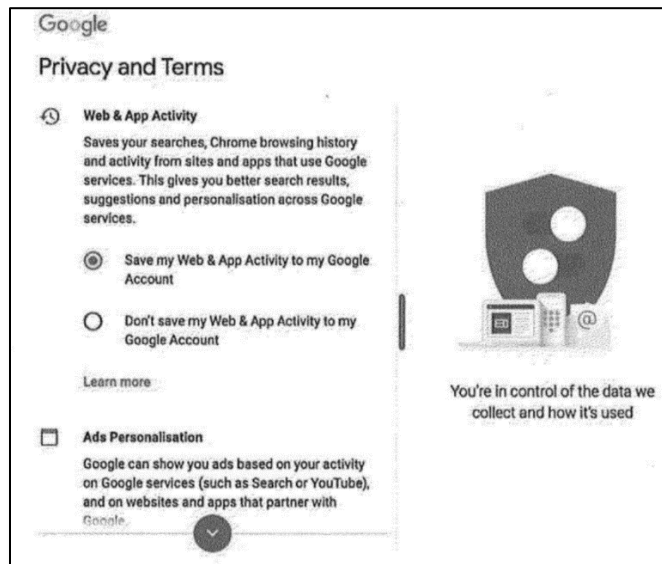 Google
Privacy and Terms
Web & App Activity
Saves your searches, Chrome browsing history
and activity from sites and apps that use Google
services. This gives you better search results,
suggestions and personalisation across Google
services.
Save my Web & App Activity to my Google
Account
Don't save my Web & App Activity to my
Google Account
Learn more
Ads Personalisation
Google can show you ads based on your activity
on Google services (such as Search or YouTube),
and on websites and apps that partner with
Google.
@
You're in control of the data we
collect and how it's used